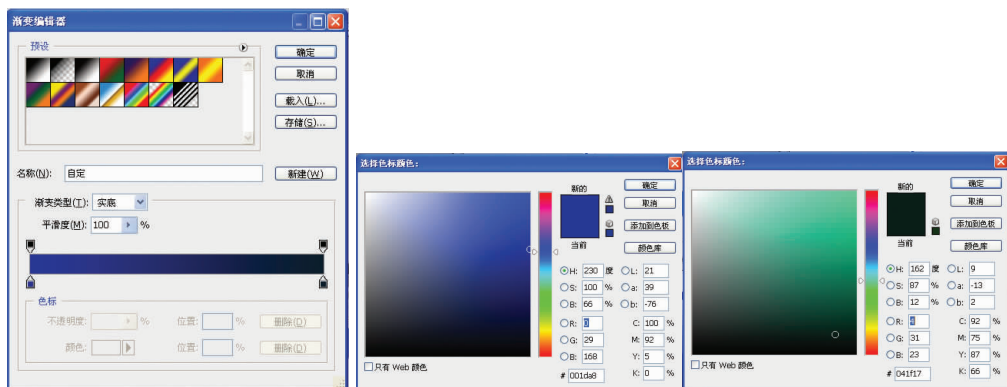 渐变编辑器
预设
确定
取消
载入(L)...
存储(S)...
名称(N): 自定
新建(W)
渐变类型(T): 实底
平滑度(M): 100 %
色标
不透明度: % 位置: % 删除(D)
颜色: 位置: % 删除(D)
选择色标颜色:
新的
当前
确定
取消
添加到色板
颜色库
H: 230 度 L: 21
S: 100 % a: 39
B: 66 % b: -76
R: 0 C: 100 %
G: 29 M: 92 %
B: 168 Y: 5 %
# 001da8 K: 0 %
只有 Web 颜色
选择色标颜色:
新的
当前
确定
取消
添加到色板
颜色库
H: 162 度 L: 9
S: 87 % a: -13
B: 12 % b: 2
R: 4 C: 92 %
G: 31 M: 75 %
B: 23 Y: 87 %
# 041f17 K: 66 %
只有 Web 颜色